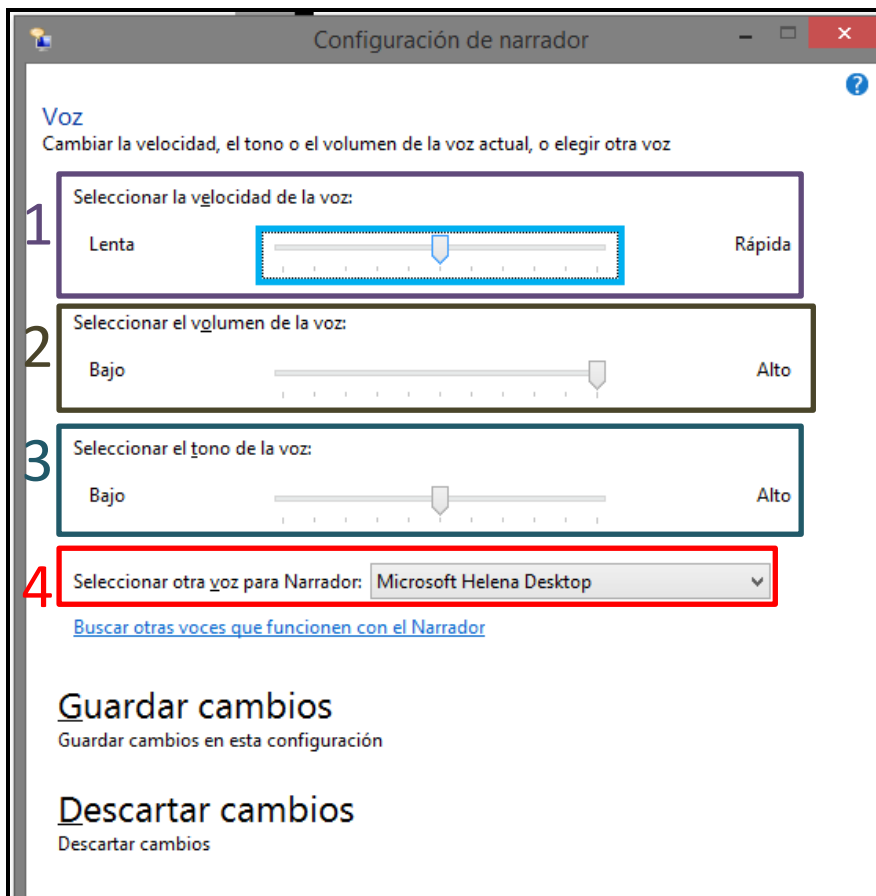 Configuración de narrador
Voz
Cambiar la velocidad, el tono o el volumen de la voz actual, o elegir otra voz
1
Seleccionar la velocidad de la voz:
Lenta Rápida
2
Seleccionar el volumen de la voz:
Bajo Alto
3
Seleccionar el tono de la voz:
Bajo Alto
4
Seleccionar otra voz para Narrador: Microsoft Helena Desktop
Buscar otras voces que funcionen con el Narrador
Guardar cambios
Guardar cambios en esta configuración
Descartar cambios
Descartar cambios